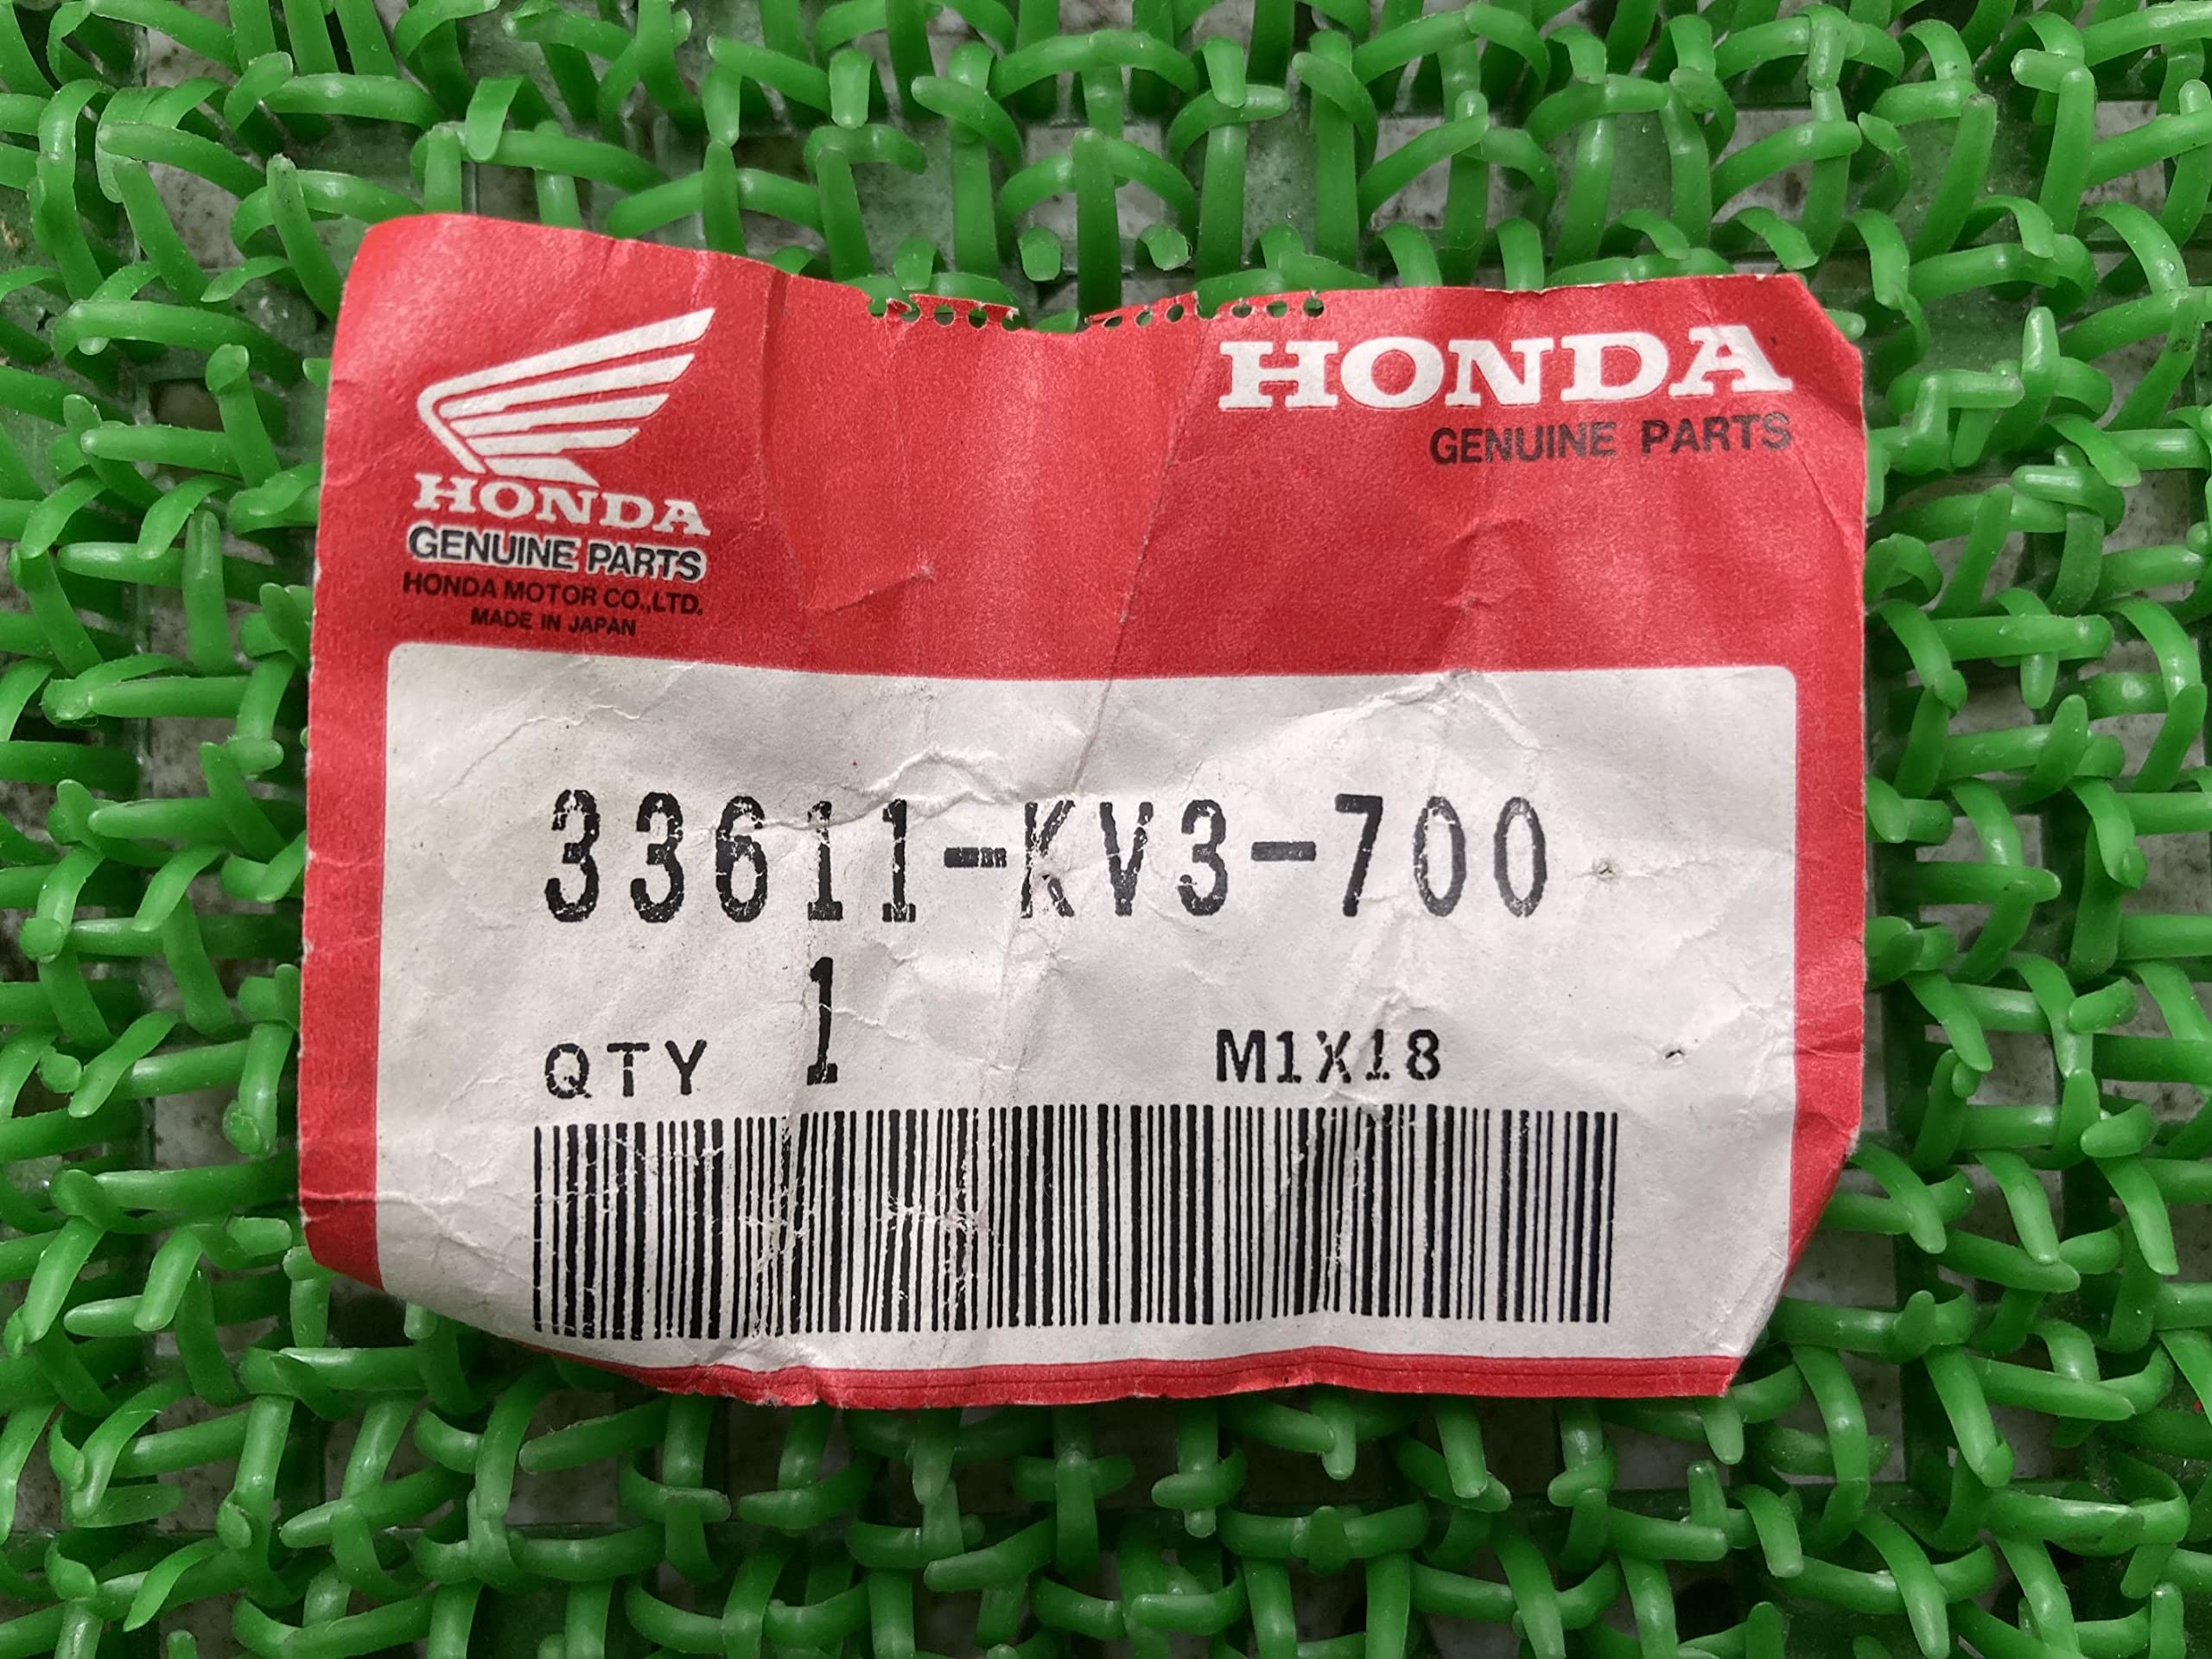 HONDA
GENUINE PARTS
HONDA
GENUINE PARTS
HONDA MOTOR CO.,LTD.
MADE IN JAPAN
33611-KV3-700
1
QTY 1 M1X18